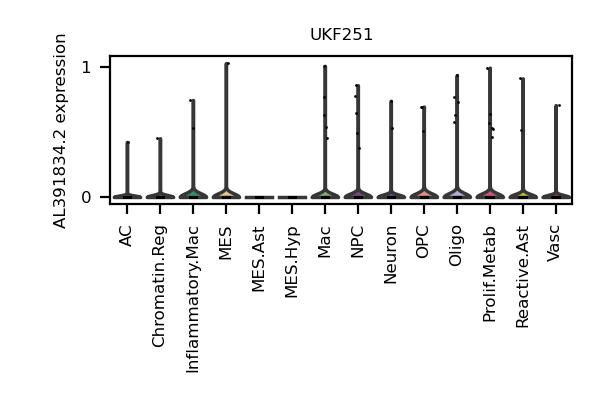 UKF251
AL391834.2 expression
1
0
AC
Chromatin.Reg
Inflammatory.Mac
MES
MES.Ast
MES.Hyp
Mac
NPC
Neuron
OPC
Oligo
Prolif.Metab
Reactive.Ast
Vasc